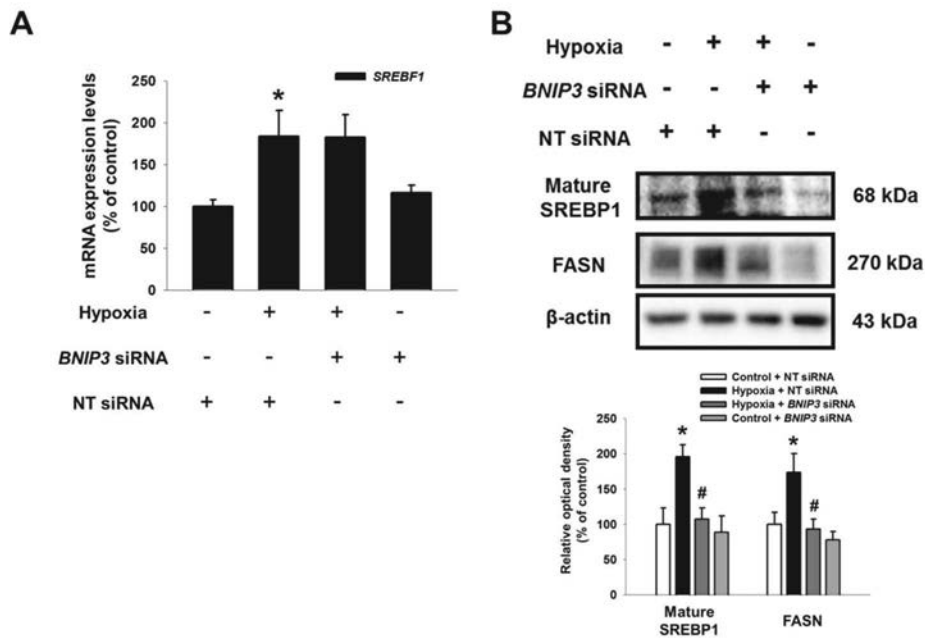 A
mRNA expression levels
(% of control)
SREBF1
250
200
150
100
50
0
*
Hypoxia - + + -
BNIP3 siRNA - - + +
NT siRNA + + - -
B
Hypoxia - + + -
BNIP3 siRNA - - + +
NT siRNA + + - -
Mature
SREBP1
68 kDa
FASN
270 kDa
β-actin
43 kDa
Control + NT siRNA
Hypoxia + NT siRNA
Hypoxia + BNIP3 siRNA
Control + BNIP3 siRNA
Relative optical density
(% of control)
250
200
150
100
50
0
* # * #
Mature
SREBP1
FASN